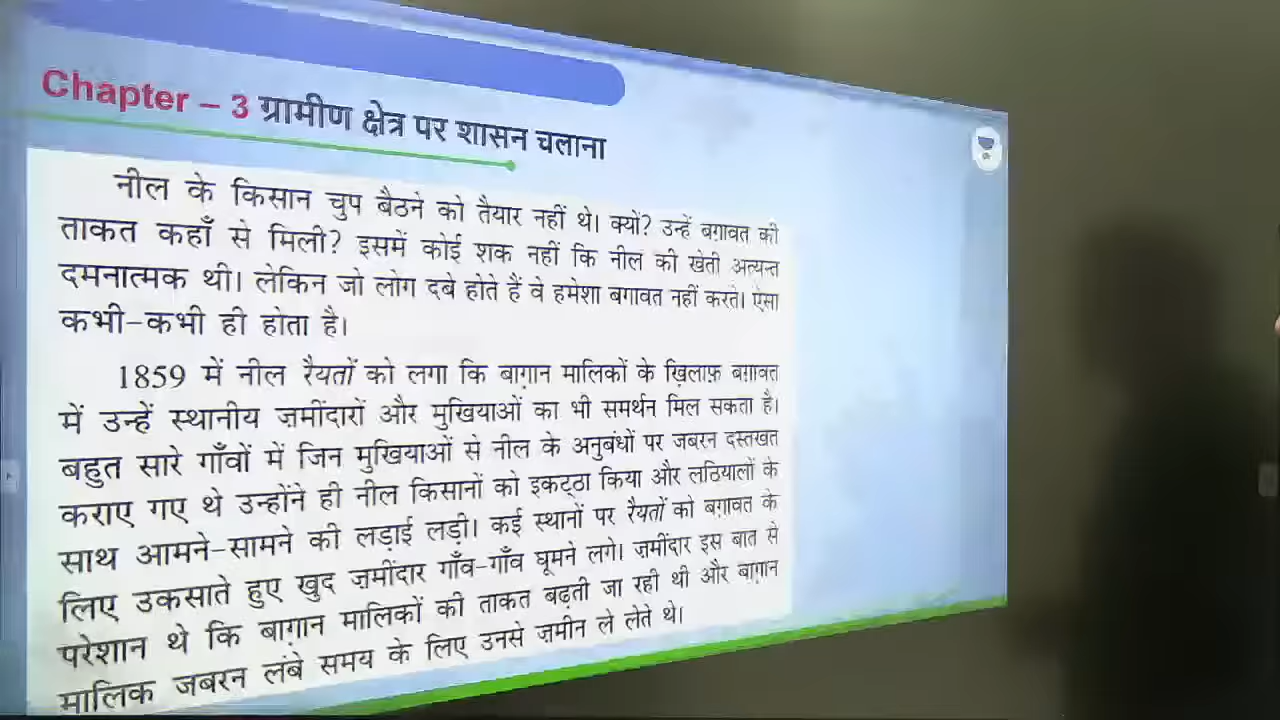 Chapter – 3 ग्रामीण क्षेत्र पर शासन चलाना
नील के किसान चुप बैठने को तैयार नहीं थे। क्यों? उन्हें बग़ावत की
ताकत कहाँ से मिली? इसमें कोई शक नहीं कि नील की खेती अत्यन्त
दमनात्मक थी। लेकिन जो लोग दबे होते हैं वे हमेशा बगावत नहीं करते। ऐसा
कभी-कभी ही होता है।
1859 में नील रैयतों को लगा कि बाग़ान मालिकों के ख़िलाफ़ बग़ावत
में उन्हें स्थानीय ज़मींदारों और मुखियाओं का भी समर्थन मिल सकता है।
बहुत सारे गाँवों में जिन मुखियाओं से नील के अनुबंधों पर जबरन दस्तखत
कराए गए थे उन्होंने ही नील किसानों को इकट्ठा किया और लठियालों के
साथ आमने-सामने की लड़ाई लड़ी। कई स्थानों पर रैयतों को बग़ावत के
लिए उकसाते हुए खुद ज़मींदार गाँव-गाँव घूमने लगे। ज़मींदार इस बात से
परेशान थे कि बाग़ान मालिकों की ताकत बढ़ती जा रही थी और बाग़ान
मालिक जबरन लंबे समय के लिए उनसे ज़मीन ले लेते थे।